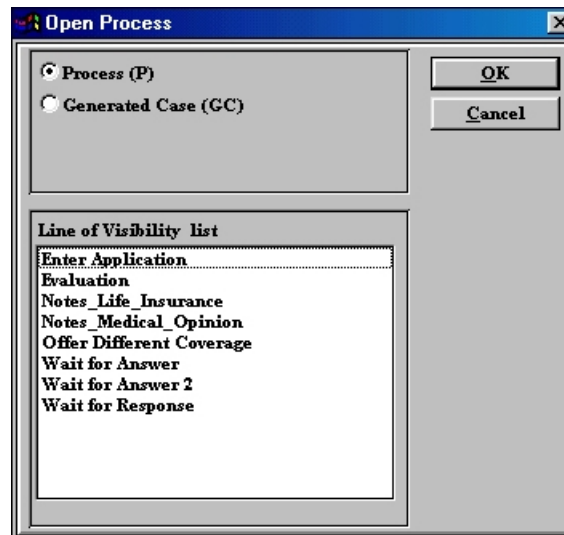 Open Process
Process (P)
Generated Case (GC)
OK
Cancel
Line of Visibility list
Enter Application
Evaluation
Notes_Life_Insurance
Notes_Medical_Opinion
Offer Different Coverage
Wait for Answer
Wait for Answer 2
Wait for Response